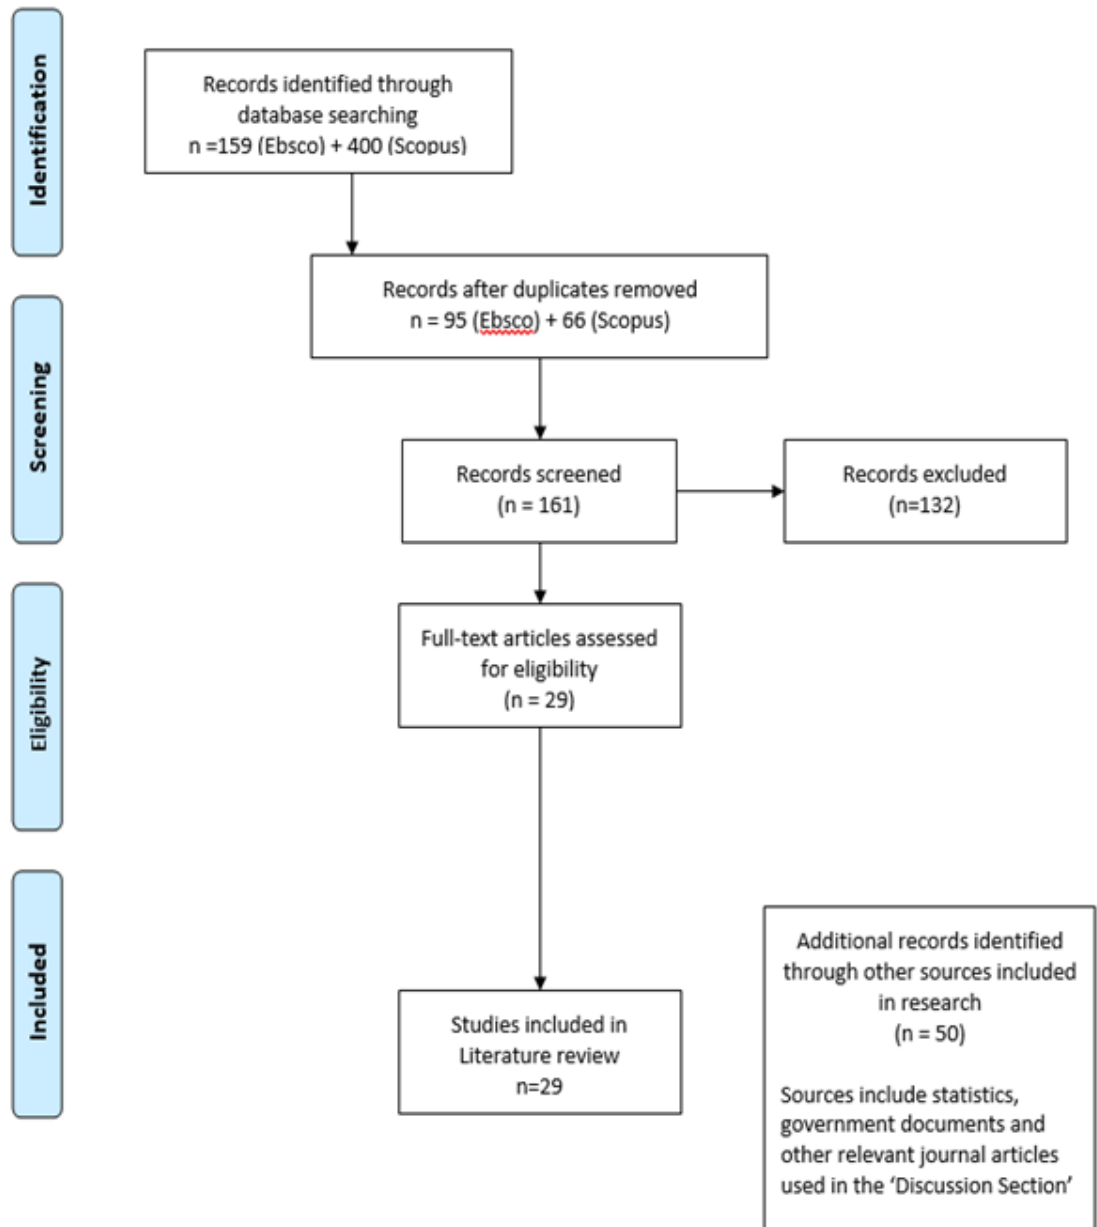 Identification
Records identified through
database searching
n =159 (Ebsco) + 400 (Scopus)
Records after duplicates removed
n = 95 (Ebsco) + 66 (Scopus)
Screening
Records screened
(n = 161)
Records excluded
(n=132)
Eligibility
Full-text articles assessed
for eligibility
(n = 29)
Included
Studies included in
Literature review
n=29
Additional records identified
through other sources included
in research
(n = 50)
Sources include statistics,
government documents and
other relevant journal articles
used in the ‘Discussion Section’